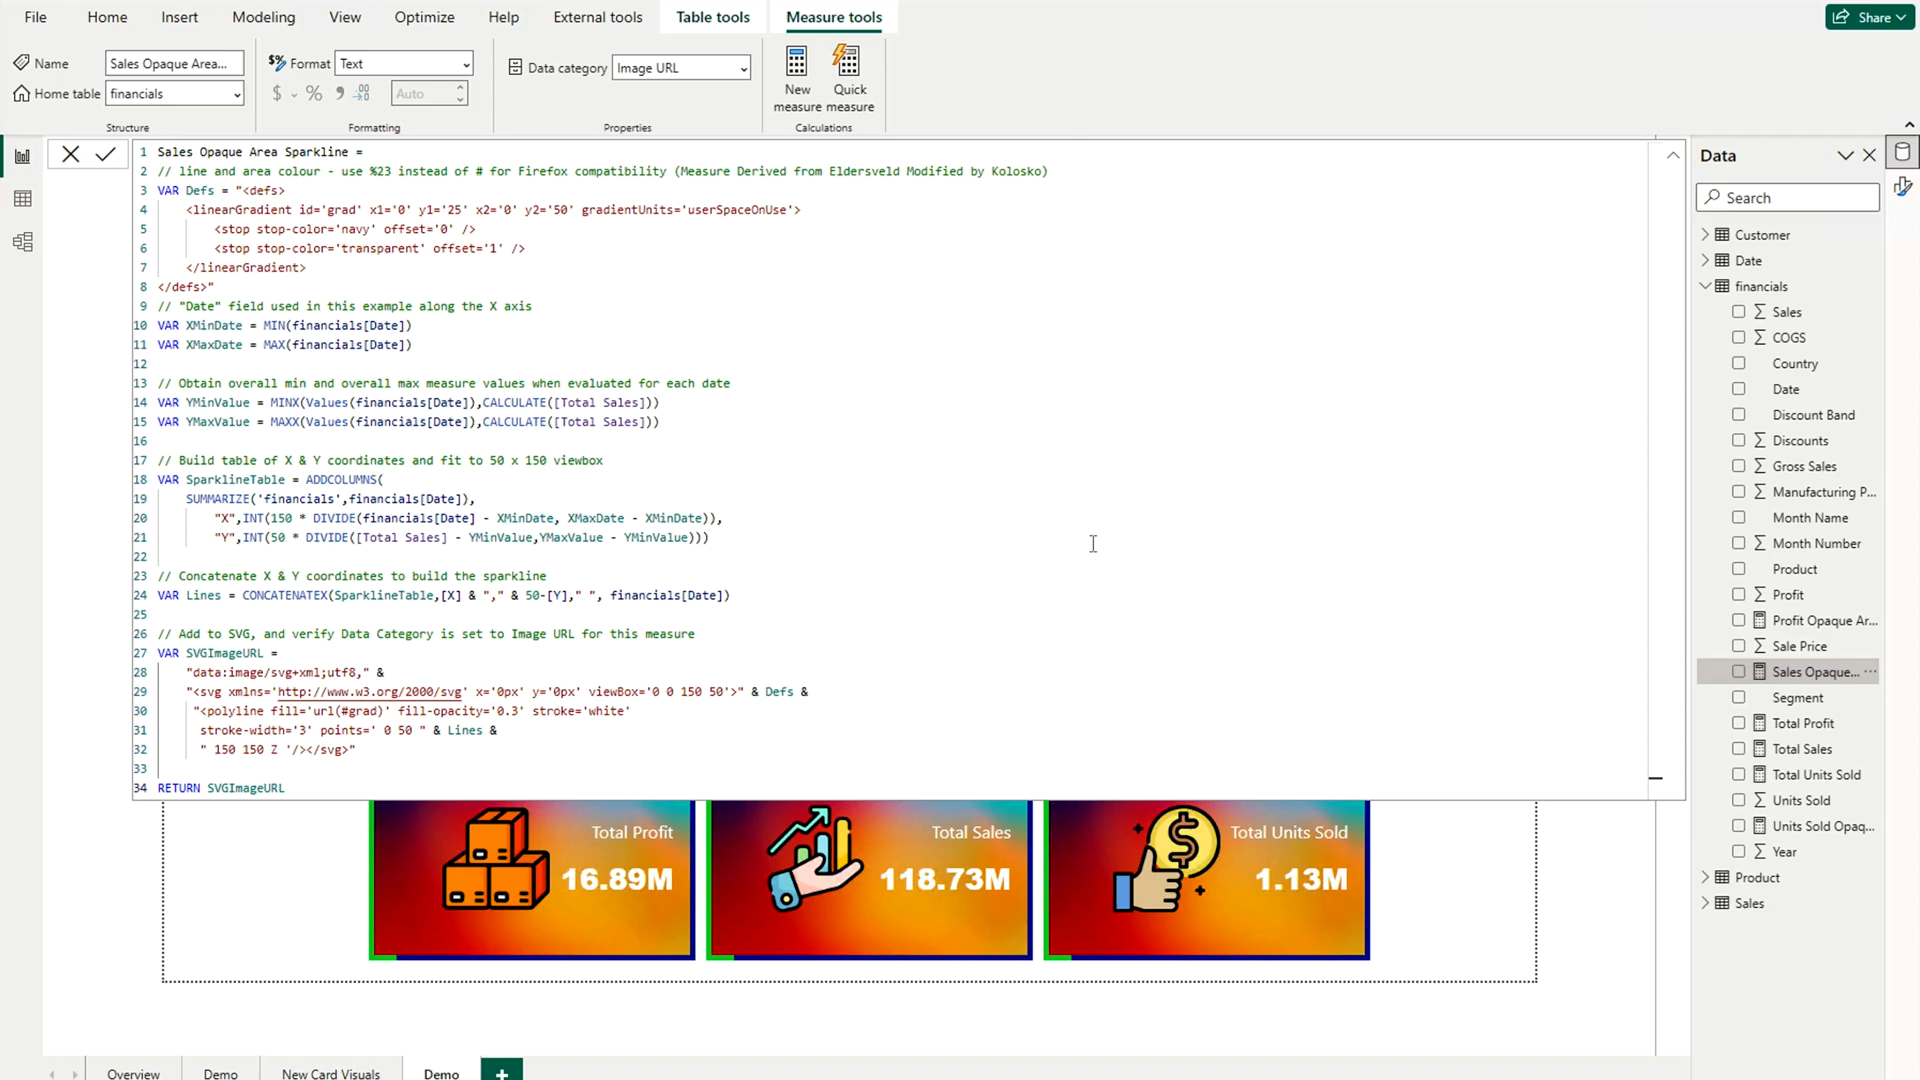 File Home Insert Modeling View Optimize Help External tools Table tools Measure tools Share
Name Sales Opaque Area...
Home table financials
Structure
Format Text
$ % 9 Auto
Formatting
Data category Image URL
Properties
New measure
Quick measure
Calculations
1 Sales Opaque Area Sparkline =
2 // line and area colour - use %23 instead of # for Firefox compatibility (Measure Derived from Eldersveld Modified by Kolosko)
3 VAR Defs = "<defs>
4 <linearGradient id='grad' x1='0' y1='25' x2='0' y2='50' gradientUnits='userSpaceOnUse'>
5 <stop stop-color='navy' offset='0' />
6 <stop stop-color='transparent' offset='1' />
7 </linearGradient>
8 </defs>"
9 // "Date" field used in this example along the X axis
10 VAR XMinDate = MIN(financials[Date])
11 VAR XMaxDate = MAX(financials[Date])
12
13 // Obtain overall min and overall max measure values when evaluated for each date
14 VAR YMinValue = MINX(Values(financials[Date]),CALCULATE([Total Sales]))
15 VAR YMaxValue = MAXX(Values(financials[Date]),CALCULATE([Total Sales]))
16
17 // Build table of X & Y coordinates and fit to 50 x 150 viewbox
18 VAR SparklineTable = ADDCOLUMNS(
19 SUMMARIZE('financials',financials[Date]),
20 "X",INT(150 * DIVIDE(financials[Date] - XMinDate, XMaxDate - XMinDate)),
21 "Y",INT(50 * DIVIDE([Total Sales] - YMinValue,YMaxValue - YMinValue)))
22
23 // Concatenate X & Y coordinates to build the sparkline
24 VAR Lines = CONCATENATEX(SparklineTable,[X] & "," & 50-[Y]," ", financials[Date])
25
26 // Add to SVG, and verify Data Category is set to Image URL for this measure
27 VAR SVGImageURL =
28 "data:image/svg+xml;utf8," &
29 "<svg xmlns='http://www.w3.org/2000/svg' x='0px' y='0px' viewBox='0 0 150 50'>" & Defs &
30 "<polyline fill='url(#grad)' fill-opacity='0.3' stroke='white'
31 stroke-width='3' points=' 0 50 " & Lines &
32 " 150 150 Z '/></svg>"
33
34 RETURN SVGImageURL
Total Profit
16.89M
Total Sales
118.73M
Total Units Sold
1.13M
Data
Search
Customer
Date
financials
Sales
COGS
Country
Date
Discount Band
Discounts
Gross Sales
Manufacturing P...
Month Name
Month Number
Product
Profit
Profit Opaque Ar...
Sale Price
Sales Opaque... ...
Segment
Total Profit
Total Sales
Total Units Sold
Units Sold
Units Sold Opaq...
Year
Product
Sales
Overview Demo New Card Visuals Demo +